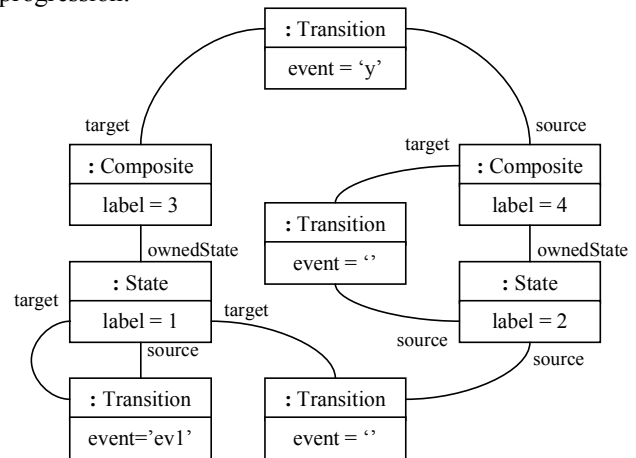 progression.
: Transition
event = ‘y’
target
source
target
: Composite
: Composite
label = 3
label = 4
: Transition
ownedState
ownedState
event = ‘’
: State
: State
target
target
label = 1
label = 2
source
source
source
: Transition
: Transition
event=’ev1’
event = ‘’